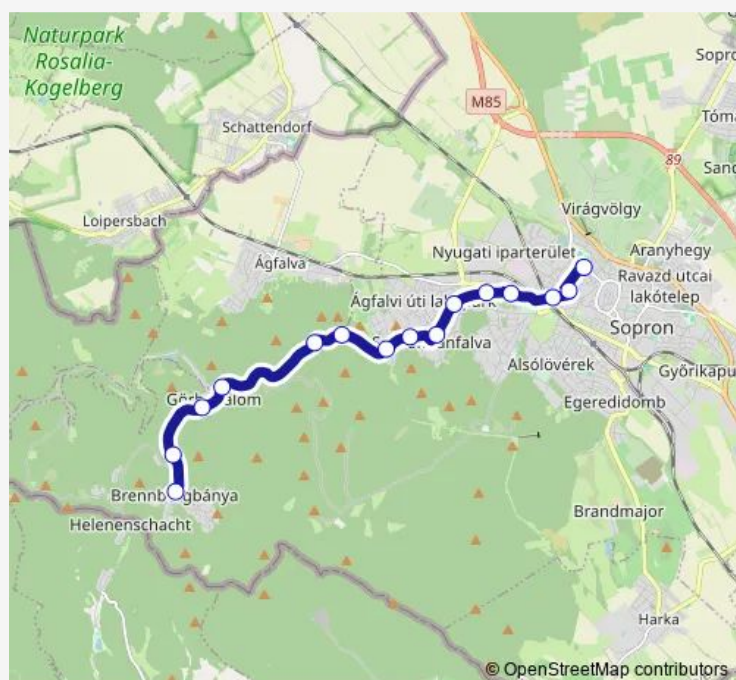 Naturpark
Rosalia-
Kogelberg
Schattendorf
M85
Sopro
Tóma
89
Sand
Loipersbach
Virágvölgy
Ágfalva
Nyugati iparterület
Aranyhegy
Ravazd utcai
lakótelep
Ágfalvi úti
Sopron
Alsólövérek
Győrikapu
Egeredidomb
Brennbergbánya
Helenenschacht
Brandmajor
Harka
© OpenStreetMap contributors